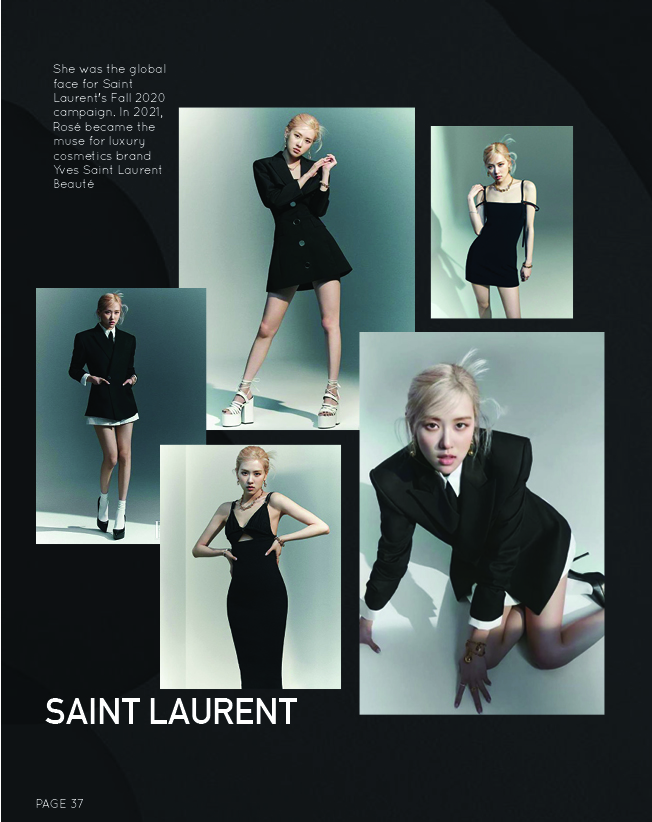 She was the global
face for Saint
Laurent's Fall 2020
campaign. In 2021,
Rosé became the
muse for luxury
cosmetics brand
Yves Saint Laurent
Beauté
SAINT LAURENT
PAGE 37